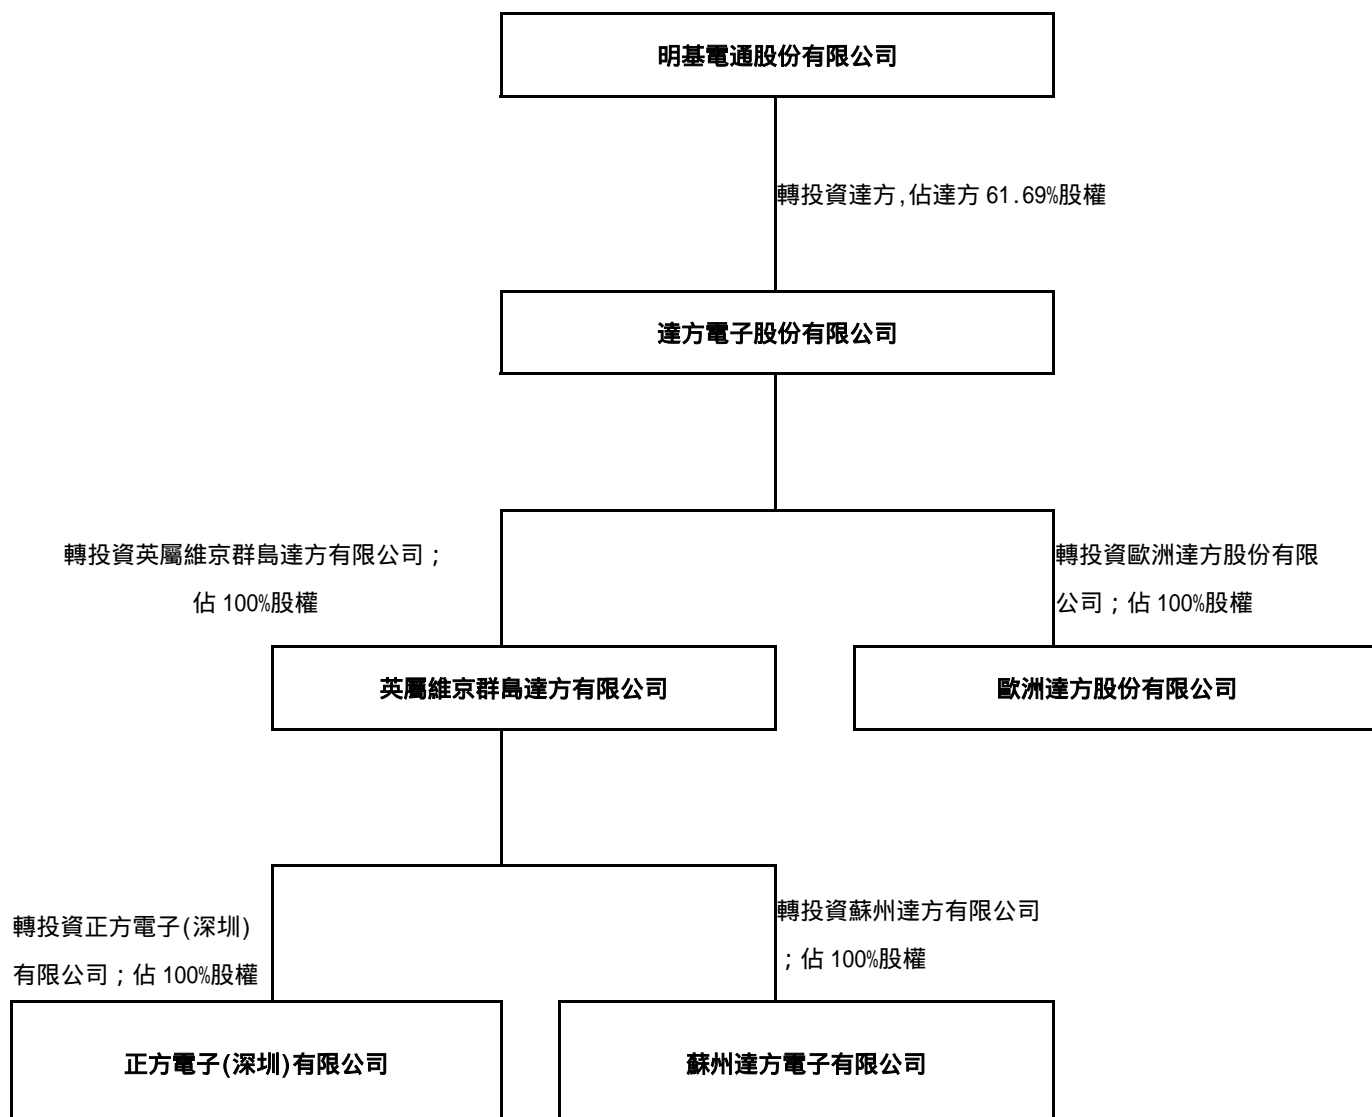 明基電通股份有限公司
轉投資達方,佔達方 61.69%股權
達方電子股份有限公司
轉投資英屬維京群島達方有限公司；
佔 100%股權
轉投資歐洲達方股份有限
公司；佔 100%股權
英屬維京群島達方有限公司
歐洲達方股份有限公司
轉投資正方電子(深圳)
有限公司；佔 100%股權
轉投資蘇州達方有限公司
；佔 100%股權
正方電子(深圳)有限公司
蘇州達方電子有限公司